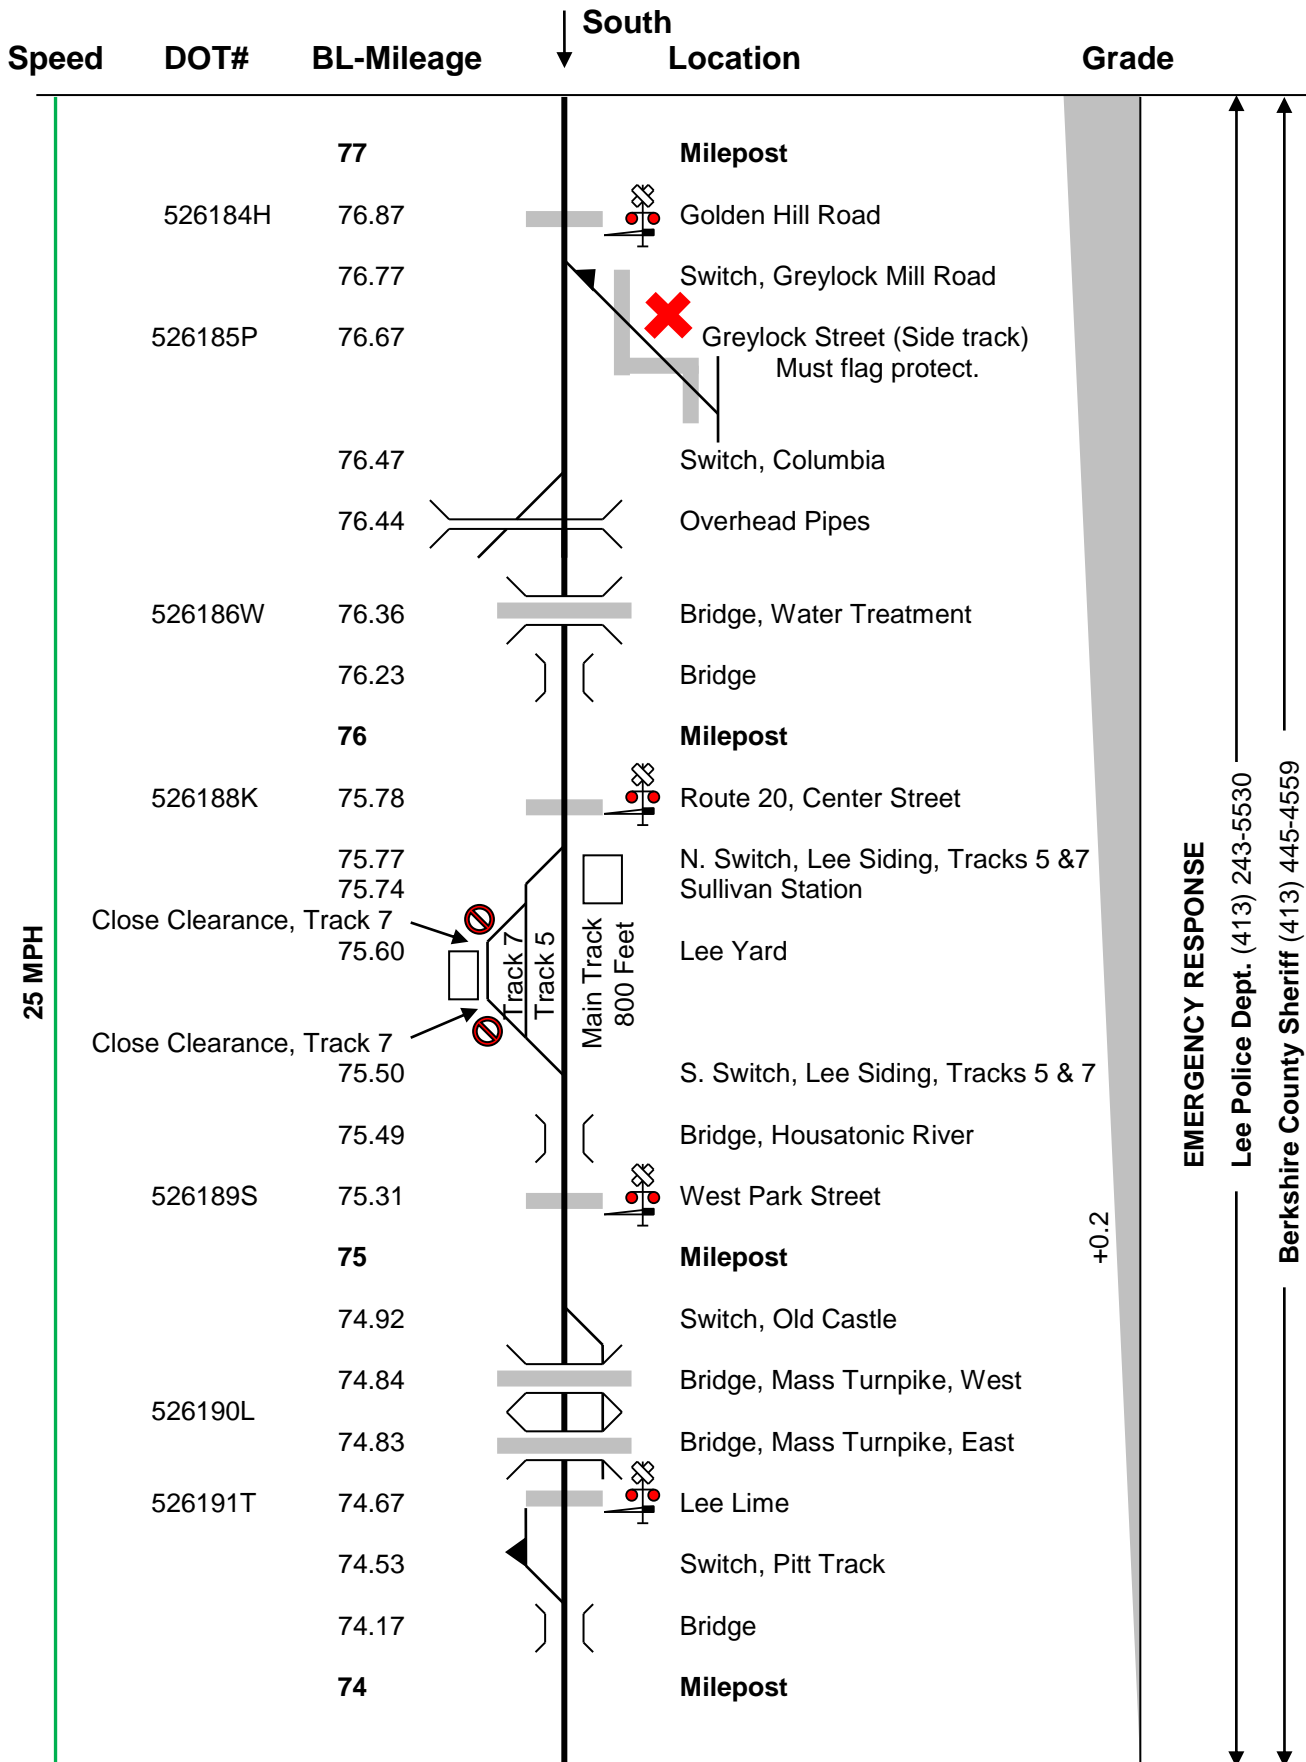 South
Speed DOT# BL-Mileage Location Grade
77 Milepost
526184H 76.87 Golden Hill Road
76.77 Switch, Greylock Mill Road
526185P 76.67 Greylock Street (Side track)
Must flag protect.
76.47 Switch, Columbia
76.44 Overhead Pipes
526186W 76.36 Bridge, Water Treatment
76.23 Bridge
76 Milepost
526188K 75.78 Route 20, Center Street
75.77 N. Switch, Lee Siding, Tracks 5 &7
75.74 Sullivan Station
Close Clearance, Track 7
75.60 Lee Yard
Track 7
Track 5
Main Track
800 Feet
Close Clearance, Track 7
75.50 S. Switch, Lee Siding, Tracks 5 & 7
75.49 Bridge, Housatonic River
526189S 75.31 West Park Street
75 Milepost
74.92 Switch, Old Castle
74.84 Bridge, Mass Turnpike, West
526190L
74.83 Bridge, Mass Turnpike, East
526191T 74.67 Lee Lime
74.53 Switch, Pitt Track
74.17 Bridge
74 Milepost
25 MPH
+0.2
EMERGENCY RESPONSE
Lee Police Dept. (413) 243-5530
Berkshire County Sheriff (413) 445-4559